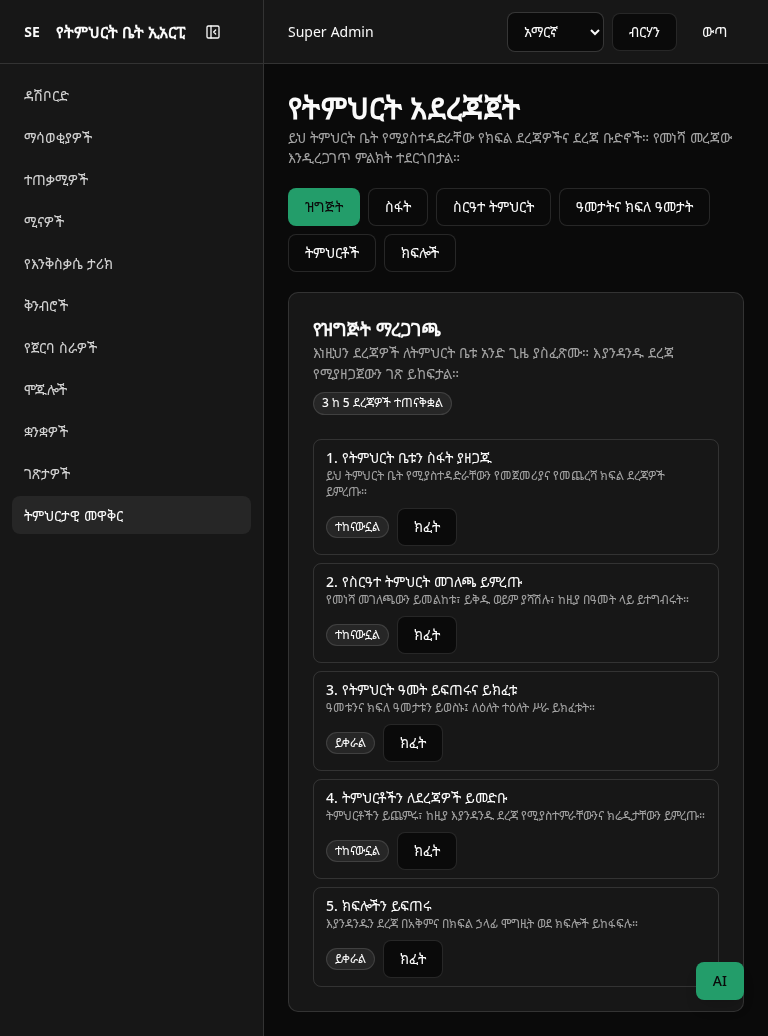 SE
የትምህርት ቤት ኢአርፒ
Super Admin
አማርኛ
ብርሃን
ውጣ
ዳሽቦርድ
ማሳወቂያዎች
ተጠቃሚዎች
ሚናዎች
የእንቅስቃሴ ታሪክ
ቅንብሮች
የጀርባ ስራዎች
ሞጁሎች
ቋንቋዎች
ገጽታዎች
ትምህርታዊ መዋቅር
የትምህርት አደረጃጀት
ይህ ትምህርት ቤት የሚያስተዳድራቸው የክፍል ደረጃዎችና ደረጃ ቡድኖች። የመነሻ መረጃው
እንዲረጋገጥ ምልክት ተደርጎበታል።
ዝግጅት
ስፋት
ስርዓተ ትምህርት
ዓመታትና ክፍለ ዓመታት
ትምህርቶች
ክፍሎች
የዝግጅት ማረጋገጫ
እነዚህን ደረጃዎች ለትምህርት ቤቱ አንድ ጊዜ ያስፈጽሙ። እያንዳንዱ ደረጃ
የሚያዘጋጀውን ገጽ ይከፍታል።
3 ከ 5 ደረጃዎች ተጠናቅቋል
1. የትምህርት ቤቱን ስፋት ያዘጋጁ
ይህ ትምህርት ቤት የሚያስተዳድራቸውን የመጀመሪያና የመጨረሻ ክፍል ደረጃዎች
ይምረጡ።
ተከናውኗል
ክፈት
2. የስርዓተ ትምህርት መገለጫ ይምረጡ
የመነሻ መገለጫውን ይመልከቱ፣ ይቅዱ ወይም ያሻሽሉ፣ ከዚያ በዓመት ላይ ይተግብሩት።
ተከናውኗል
ክፈት
3. የትምህርት ዓመት ይፍጠሩና ይክፈቱ
ዓመቱንና ክፍለ ዓመታቱን ይወስኑ፤ ለዕለት ተዕለት ሥራ ይክፈቱት።
ይቀራል
ክፈት
4. ትምህርቶችን ለደረጃዎች ይመድቡ
ትምህርቶችን ይጨምሩ፣ ከዚያ እያንዳንዱ ደረጃ የሚያስተምራቸውንና ክሬዲታቸውን ይምረጡ።
ተከናውኗል
ክፈት
5. ክፍሎችን ይፍጠሩ
እያንዳንዱን ደረጃ በአቅምና በክፍል ኃላፊ ሞግዚት ወደ ክፍሎች ይከፋፍሉ።
ይቀራል
ክፈት
AI